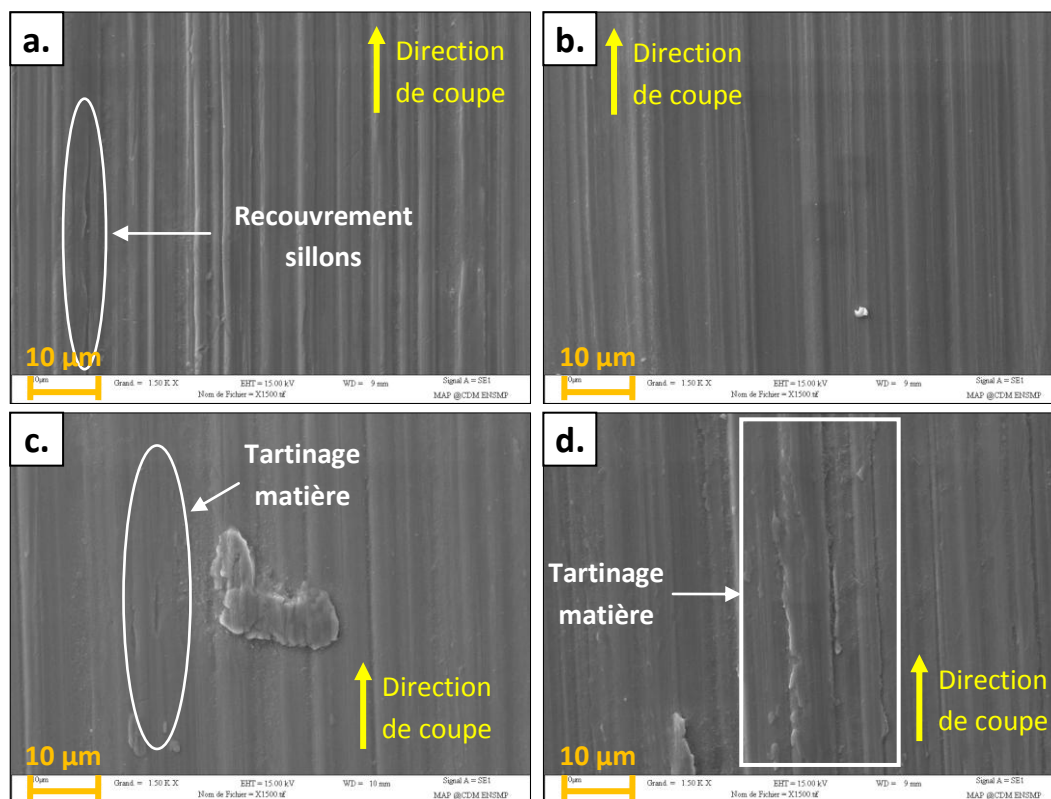 a.
Direction
de coupe
Recouvrement
sillons
10 µm
0µm
Grand. = 1.50 K X
EHT = 15.00 kV
WD = 9 mm
Signal A = SE1
Nom de Fichier = X1500.tif
MAP @CDM ENSMP
b.
Direction
de coupe
10 µm
0µm
Grand. = 1.50 K X
EHT = 15.00 kV
WD = 9 mm
Signal A = SE1
Nom de Fichier = X1500.tif
MAP @CDM ENSMP
c.
Tartinage
matière
Direction
de coupe
10 µm
0µm
Grand. = 1.50 K X
EHT = 15.00 kV
WD = 10 mm
Signal A = SE1
Nom de Fichier = X1500.tif
MAP @CDM ENSMP
d.
Tartinage
matière
Direction
de coupe
10 µm
0µm
Grand. = 1.50 K X
EHT = 15.00 kV
WD = 9 mm
Signal A = SE1
Nom de Fichier = X1500.tif
MAP @CDM ENSMP